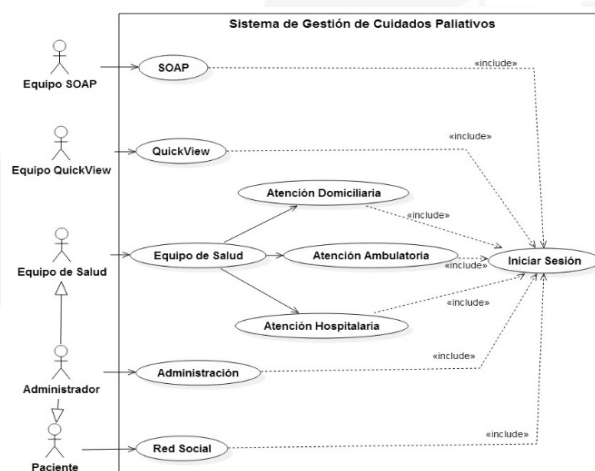 Sistema de Gestión de Cuidados Paliativos
SOAP
Equipo SOAP
«include»
QuickView
Equipo QuickView
«include»
Atención Domiciliaria
«include»
Equipo de Salud
Equipo de Salud
Atención Ambulatoria
«include»
Iniciar Sesión
Atención Hospitalaria
«include»
Administración
Administrador
«include»
Red Social
Paciente
«include»